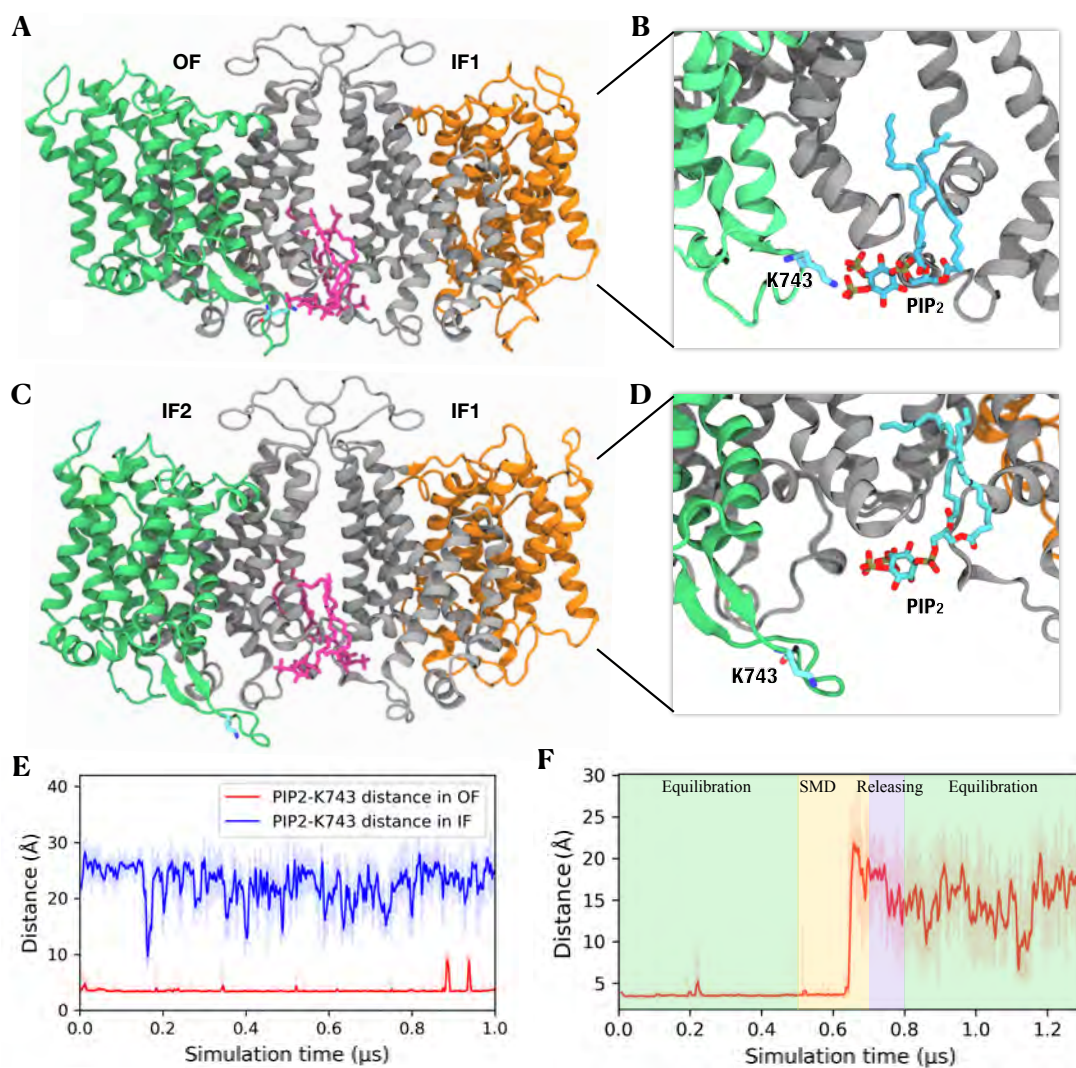 A
OF
IF1
B
K743
PIP₂
C
IF2
IF1
D
K743
PIP₂
E
PIP2-K743 distance in OF
PIP2-K743 distance in IF
Distance (Å)
40
30
20
10
0
0.0 0.2 0.4 0.6 0.8 1.0
Simulation time (μs)
F
Equilibration SMD Releasing Equilibration
Distance (Å)
30
25
20
15
10
5
0.0 0.2 0.4 0.6 0.8 1.0 1.2
Simulation time (μs)